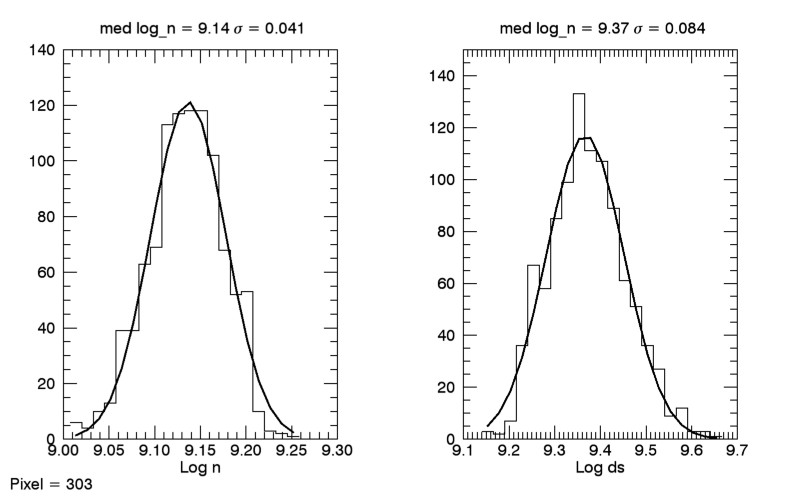 med log_n = 9.14 σ = 0.041
140
120
100
80
60
40
20
0
9.00 9.05 9.10 9.15 9.20 9.25 9.30
Log n
med log_n = 9.37 σ = 0.084
140
120
100
80
60
40
20
0
9.1 9.2 9.3 9.4 9.5 9.6 9.7
Log ds
Pixel = 303